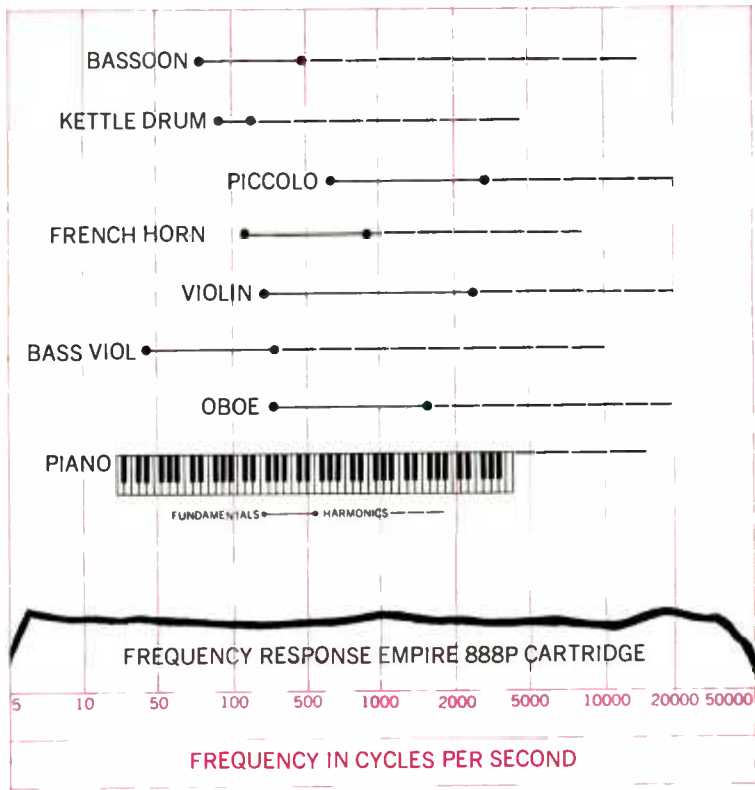 BASSOON
KETTLE DRUM
PICCOLO
FRENCH HORN
VIOLIN
BASS VIOL
OBOE
PIANO
FUNDAMENTALS HARMONICS
FREQUENCY RESPONSE EMPIRE 888P CARTRIDGE
5 10 50 100 500 1000 2000 5000 10000 20000 50000
FREQUENCY IN CYCLES PER SECOND